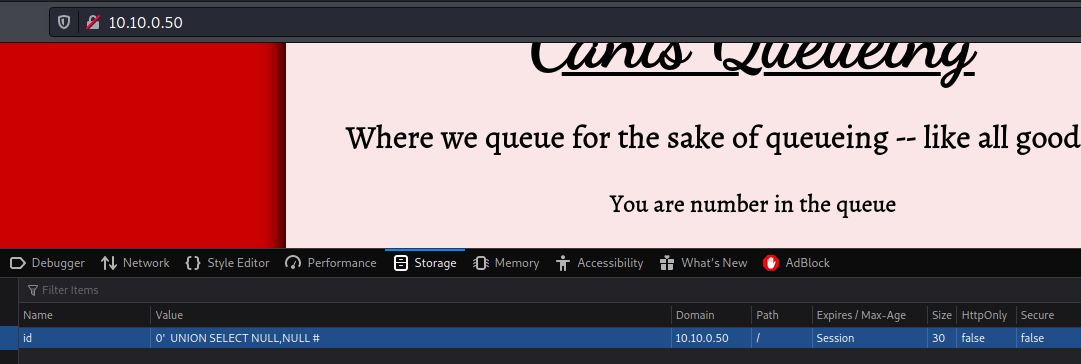 10.10.0.50
Canis Queueing
Where we queue for the sake of queueing -- like all good
You are number in the queue
Debugger Network Style Editor Performance Storage Memory Accessibility What's New AdBlock
Filter Items
Name Value Domain Path Expires / Max-Age Size HttpOnly Secure
id 0' UNION SELECT NULL,NULL # 10.10.0.50 / Session 30 false false